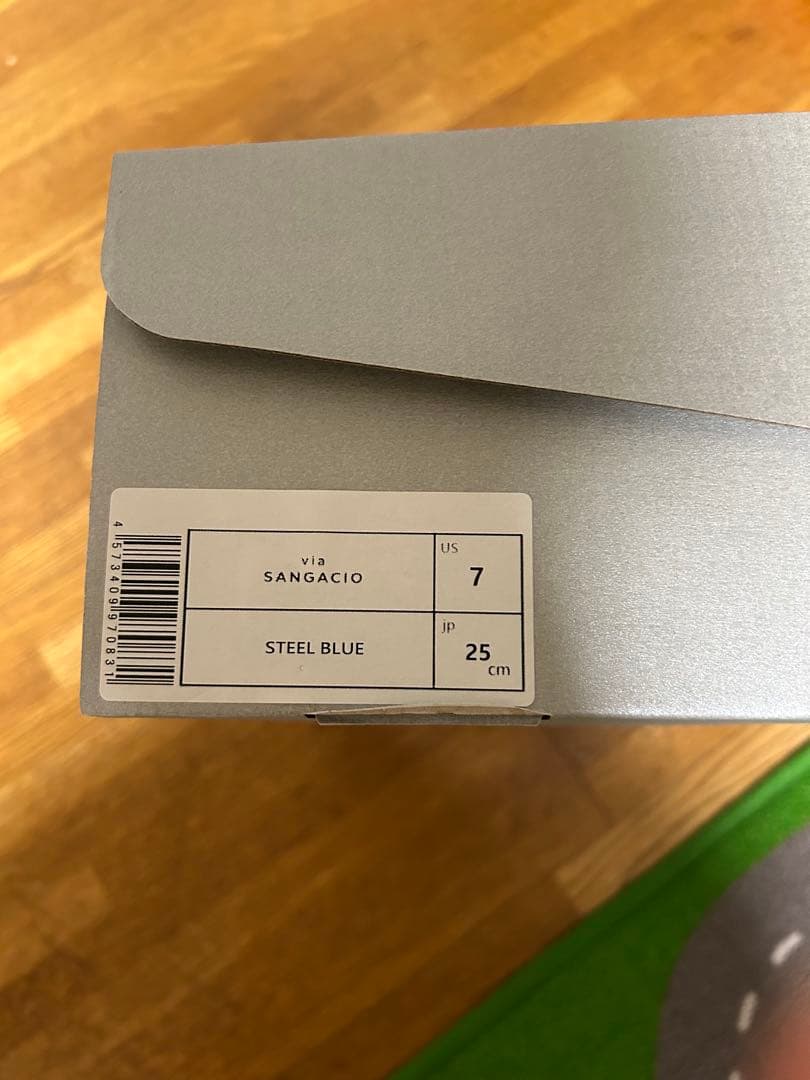 4573409970831
via
SANGACIO
US
7
STEEL BLUE
jp
25
cm